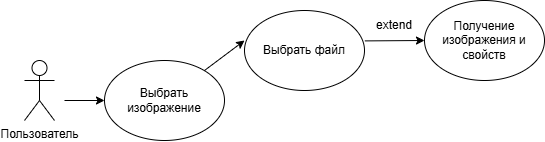 Пользователь
Выбрать
изображение
Выбрать файл
extend
Получение
изображения и
свойств